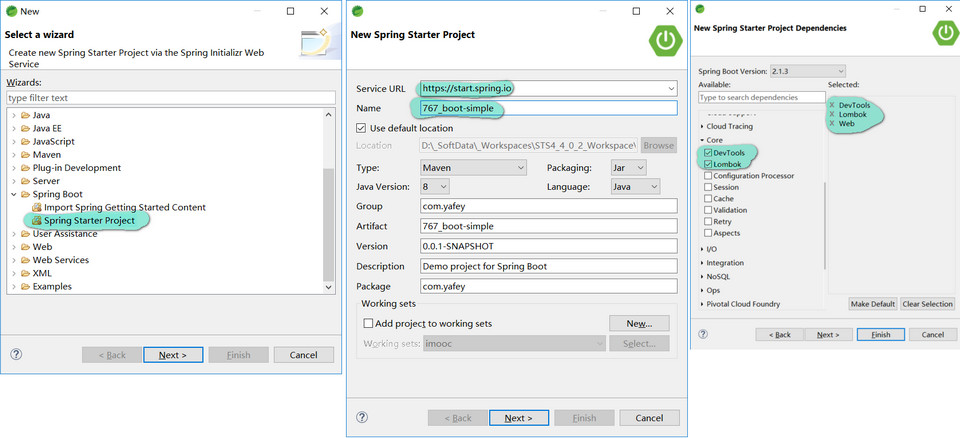 New
Select a wizard
Create new Spring Starter Project via the Spring Initializr Web
Service
Wizards:
type filter text
Java
Java EE
JavaScript
Maven
Plug-in Development
Server
Spring Boot
Import Spring Getting Started Content
Spring Starter Project
User Assistance
Web
Web Services
XML
Examples
< Back
Next >
Finish
Cancel
New Spring Starter Project
Service URL
https://start.spring.io
Name
767_boot-simple
Use default location
Location
D:\_SoftData\_Workspaces\STS4_4_0_2_Workspace\
Browse
Type:
Maven
Packaging:
Jar
Java Version:
8
Language:
Java
Group
com.yafey
Artifact
767_boot-simple
Version
0.0.1-SNAPSHOT
Description
Demo project for Spring Boot
Package
com.yafey
Working sets
Add project to working sets
New...
Working sets:
imooc
Select...
< Back
Next >
Finish
Cancel
New Spring Starter Project Dependencies
Spring Boot Version:
2.1.3
Available:
Selected:
Type to search dependencies
X DevTools
X Lombok
X Web
Cloud Support
Cloud Tracing
Core
DevTools
Lombok
Configuration Processor
Session
Cache
Validation
Retry
Aspects
I/O
Integration
NoSQL
Ops
Pivotal Cloud Foundry
Make Default
Clear Selection
< Back
Next >
Finish
Cancel